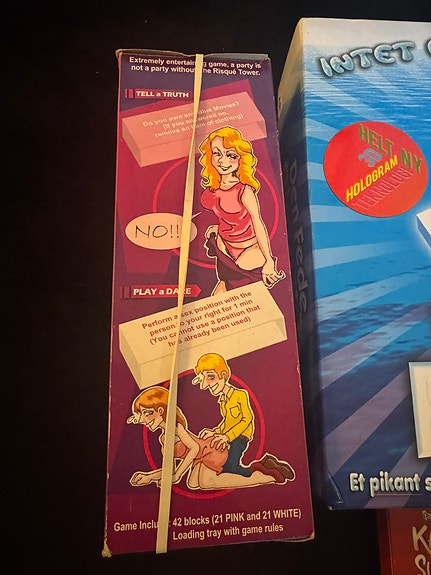 Extremely entertaining game, a party is
not a party without the Risqué Tower.
TELL a TRUTH
Do you own any Blue Movies?
(If you answered no,
remove an item of clothing)
NO!!
PLAY a DARE
Perform a sex position with the
person to your right for 1 min
(You cannot use a position that
has already been used)
Game Includes: 42 blocks (21 PINK and 21 WHITE)
Loading tray with game rules
INTET
HELT NY
HOLOGRAM
Et pikant s